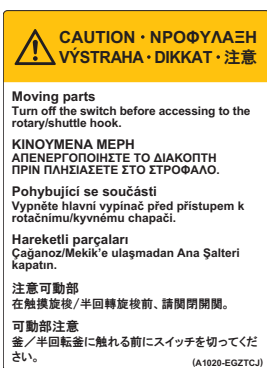 CAUTION・ΝΡΟΦΥΛΑΞΗ
VÝSTRAHA・DIKKAT・注意
Moving parts
Turn off the switch before accessing to the
rotary/shuttle hook.
ΚΙΝΟΥΜΕΝΑ ΜΕΡΗ
ΑΠΕΝΕΡΓΟΠΟΙΗΣΤΕ ΤΟ ΔΙΑΚΟΠΤΗ
ΠΡΙΝ ΠΛΗΣΙΑΣΕΤΕ ΣΤΟ ΣΤΡΟΦΑΛΟ.
Pohybující se součásti
Vypněte hlavní vypínač před přístupem k
rotačnímu/kyvnému chapači.
Hareketli parçaları
Çağanoz/Mekik'e ulaşmadan Ana Şalteri
kapatın.
注意可動部
在触摸旋梭/半回轉旋梭前、請関閉開関。
可動部注意
釜／半回転釜に触れる前にスイッチを切ってくだ
さい。
(A1020-EGZTCJ)